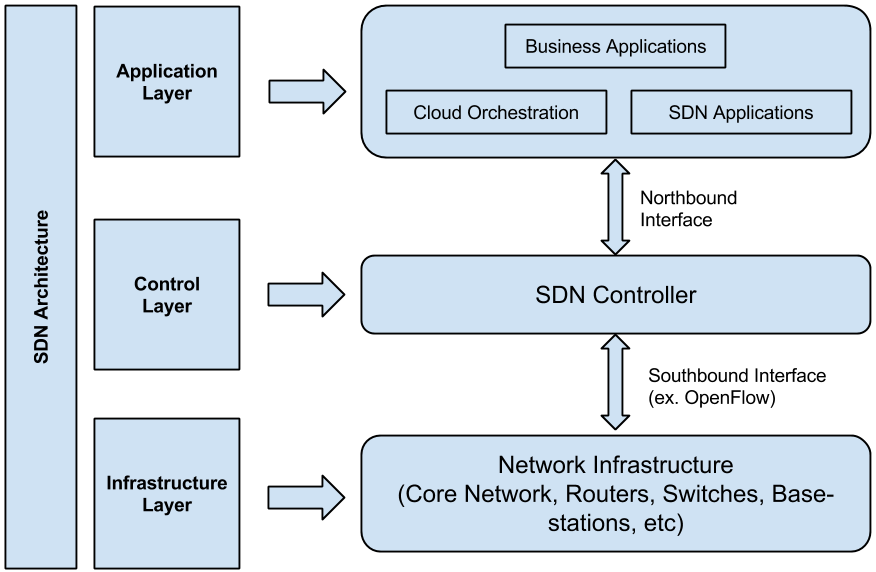 SDN Architecture
Application
Layer
Business Applications
Cloud Orchestration
SDN Applications
Northbound
Interface
Control
Layer
SDN Controller
Southbound Interface
(ex. OpenFlow)
Infrastructure
Layer
Network Infrastructure
(Core Network, Routers, Switches, Base-
stations, etc)